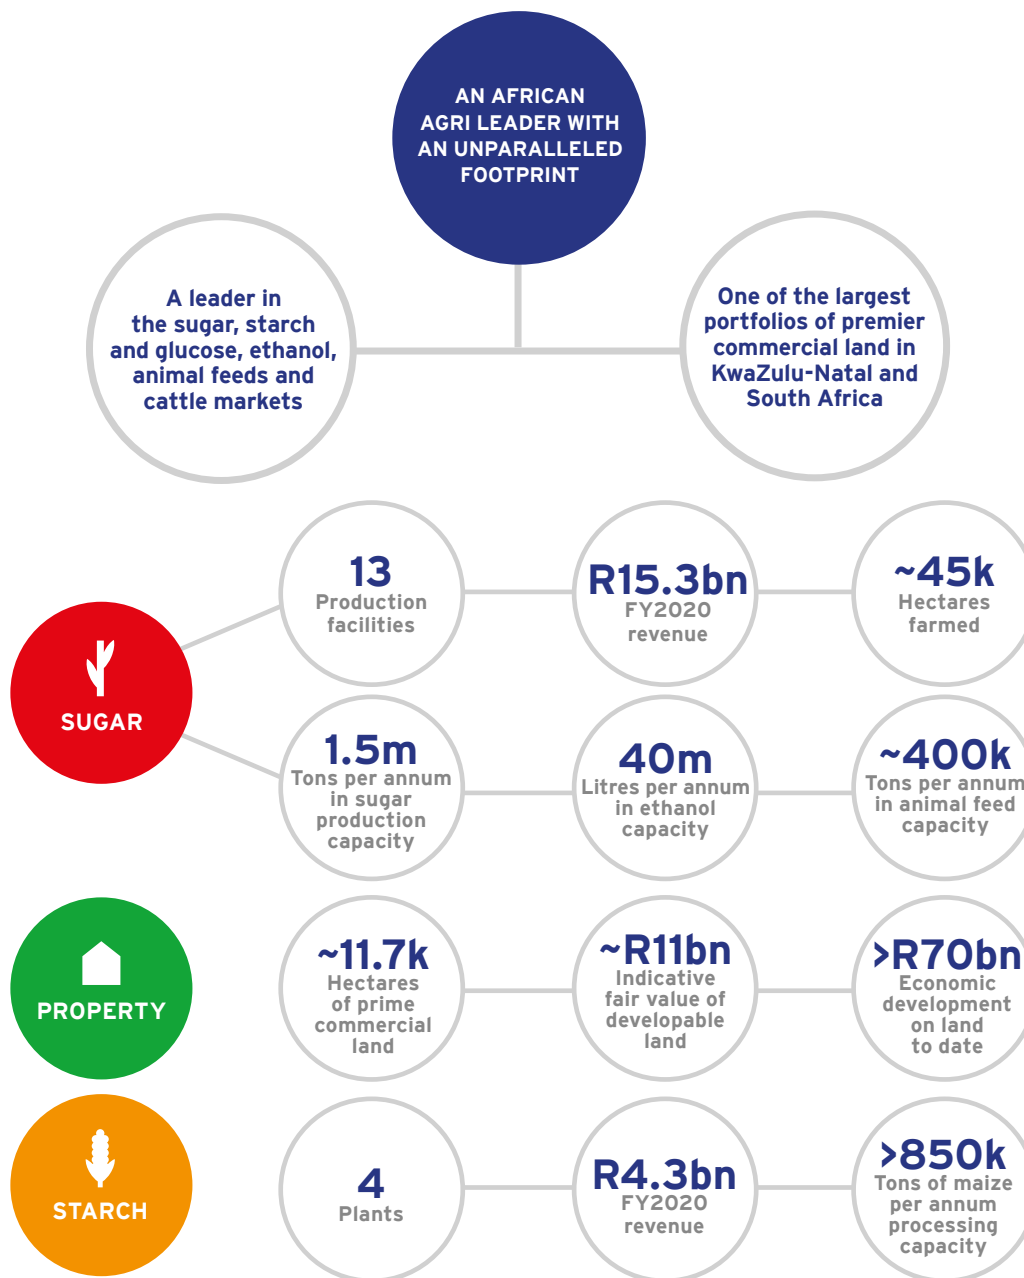 AN AFRICAN
AGRI LEADER WITH
AN UNPARALLELED
FOOTPRINT
A leader in
the sugar, starch
and glucose, ethanol,
animal feeds and
cattle markets
One of the largest
portfolios of premier
commercial land in
KwaZulu-Natal and
South Africa
SUGAR
13
Production
facilities
R15.3bn
FY2020
revenue
~45k
Hectares
farmed
1.5m
Tons per annum
in sugar
production
capacity
40m
Litres per annum
in ethanol
capacity
~400k
Tons per annum
in animal feed
capacity
PROPERTY
~11.7k
Hectares
of prime
commercial
land
~R11bn
Indicative
fair value of
developable
land
>R70bn
Economic
development
on land
to date
STARCH
4
Plants
R4.3bn
FY2020
revenue
>850k
Tons of maize
per annum
processing
capacity